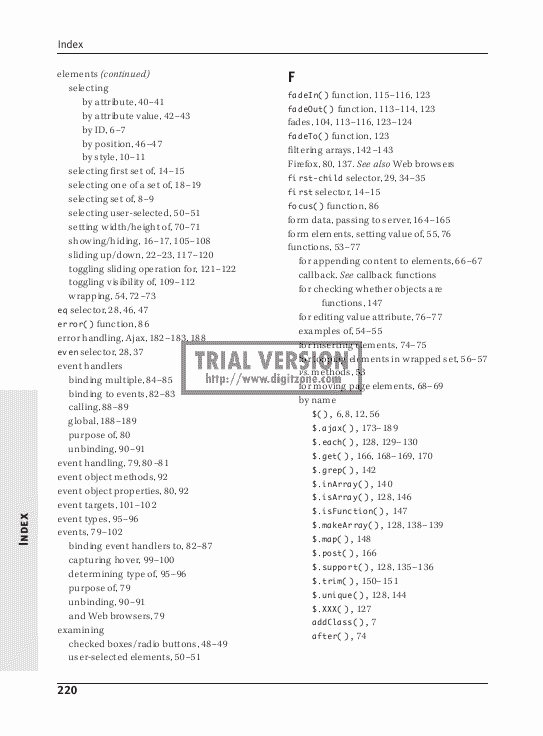 Index
elements (continued)
selecting
by attribute, 40–41
by attribute value, 42–43
by ID, 6–7
by position, 46–47
by style, 10–11
selecting first set of, 14–15
selecting one of a set of, 18–19
selecting set of, 8–9
selecting user-selected, 50–51
setting width/height of, 70–71
showing/hiding, 16–17, 105–108
sliding up/down, 22–23, 117–120
toggling sliding operation for, 121–122
toggling visibility of, 109–112
wrapping, 54, 72–73
eq selector, 28, 46, 47
error() function, 86
error handling, Ajax, 182–183, 188
even selector, 28, 37
event handlers
binding multiple, 84–85
binding to events, 82–83
calling, 88–89
global, 188–189
purpose of, 80
unbinding, 90–91
event handling, 79, 80–81
event object methods, 92
event object properties, 80, 92
event targets, 101–102
event types, 95–96
events, 79–102
binding event handlers to, 82–87
capturing hover, 99–100
determining type of, 95–96
purpose of, 79
unbinding, 90–91
and Web browsers, 79
examining
checked boxes/radio buttons, 48–49
user-selected elements, 50–51
F
fadeIn() function, 115–116, 123
fadeOut() function, 113–114, 123
fades, 104, 113–116, 123–124
fadeTo() function, 123
filtering arrays, 142–143
Firefox, 80, 137. See also Web browsers
first-child selector, 29, 34–35
first selector, 14–15
focus() function, 86
form data, passing to server, 164–165
form elements, setting value of, 55, 76
functions, 53–77
for appending content to elements, 66–67
callback. See callback functions
for checking whether objects are
functions, 147
for editing value attribute, 76–77
examples of, 54–55
for inserting elements, 74–75
for looping elements in wrapped set, 56–57
vs. methods, 53
for moving page elements, 68–69
by name
$(), 6, 8, 12, 56
$.ajax(), 173–189
$.each(), 128, 129–130
$.get(), 166, 168–169, 170
$.grep(), 142
$.inArray(), 140
$.isArray(), 128, 146
$.isFunction(), 147
$.makeArray(), 128, 138–139
$.map(), 148
$.post(), 166
$.support(), 128, 135–136
$.trim(), 150–151
$.unique(), 128, 144
$.XXX(), 127
addClass(), 7
after(), 74
TRIAL VERSION
http://www.digitzone.com
Index
220